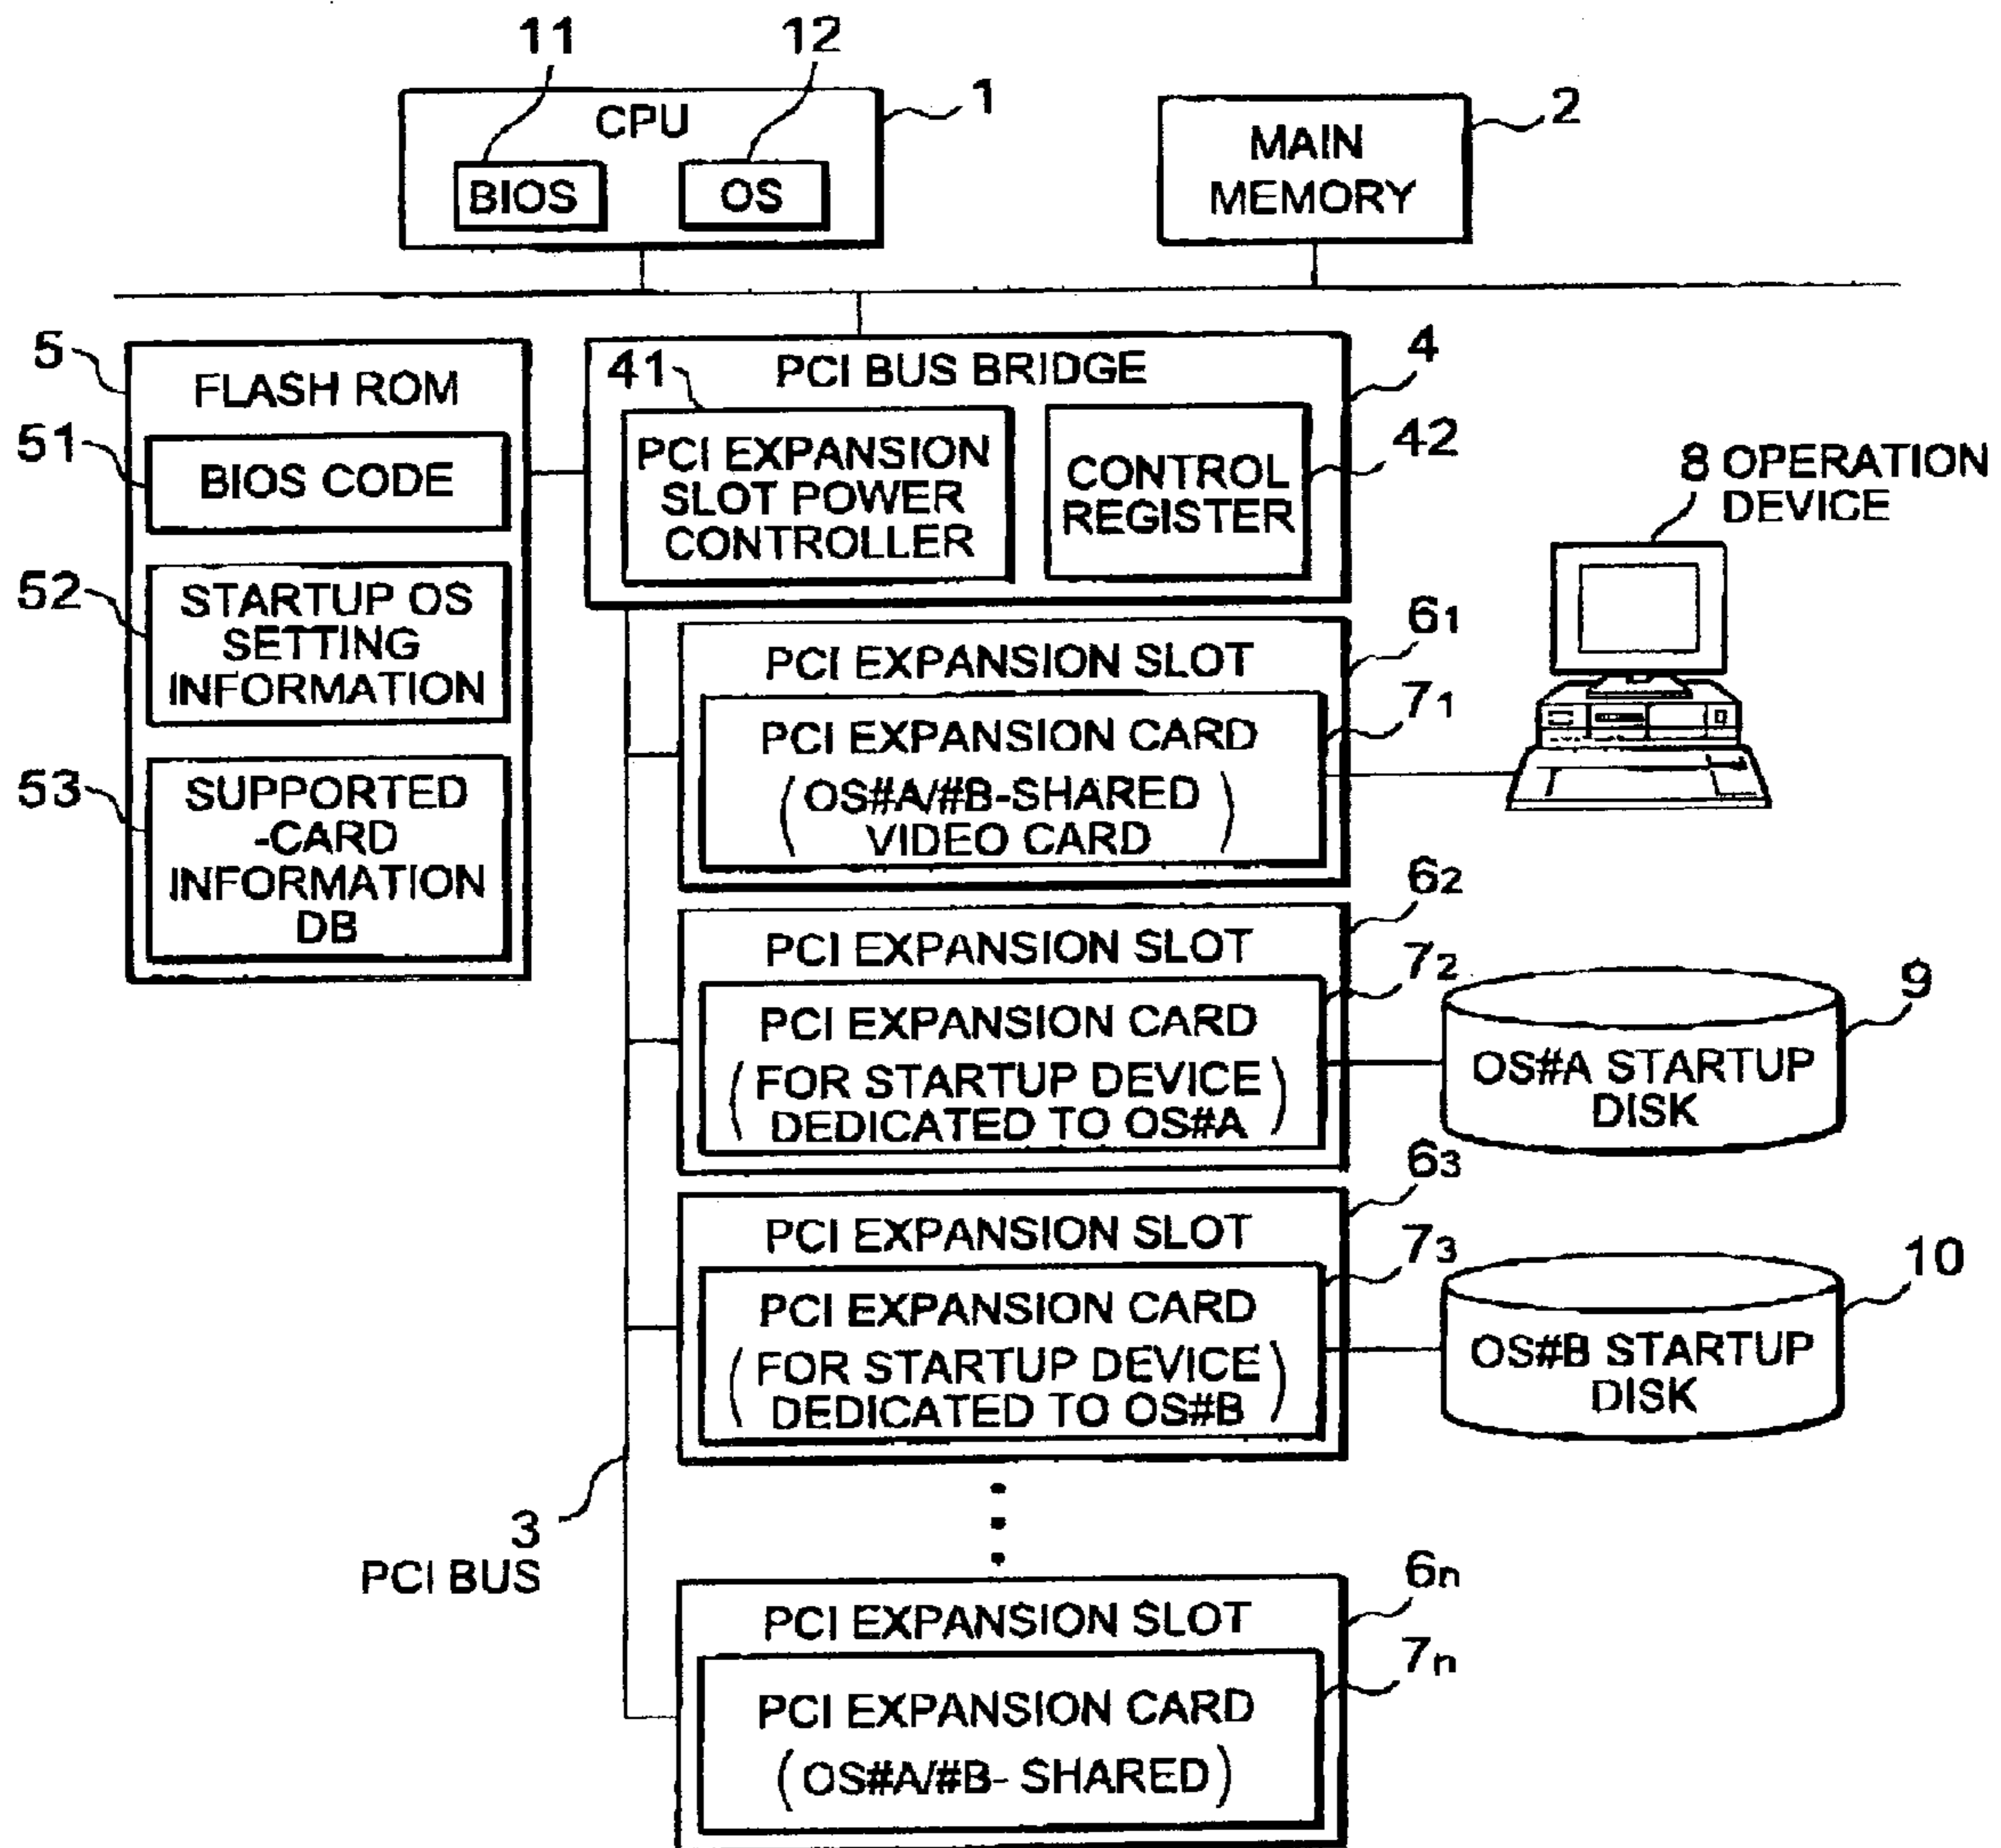 11
12
CPU
1
BIOS
OS
2
MAIN
MEMORY
5
FLASH ROM
51
BIOS CODE
52
STARTUP OS
SETTING
INFORMATION
53
SUPPORTED
-CARD
INFORMATION
DB
PCI BUS BRIDGE
4
41
PCI EXPANSION
SLOT POWER
CONTROLLER
CONTROL
REGISTER
42
8 OPERATION
DEVICE
PCI EXPANSION SLOT
61
PCI EXPANSION CARD
71
(OS#A/#B-SHARED
VIDEO CARD)
PCI EXPANSION SLOT
62
PCI EXPANSION CARD
72
(FOR STARTUP DEVICE
DEDICATED TO OS#A)
9
OS#A STARTUP
DISK
PCI EXPANSION SLOT
63
PCI EXPANSION CARD
73
(FOR STARTUP DEVICE
DEDICATED TO OS#B)
10
OS#B STARTUP
DISK
3
PCI BUS
PCI EXPANSION SLOT
6n
PCI EXPANSION CARD
7n
(OS#A/#B- SHARED)